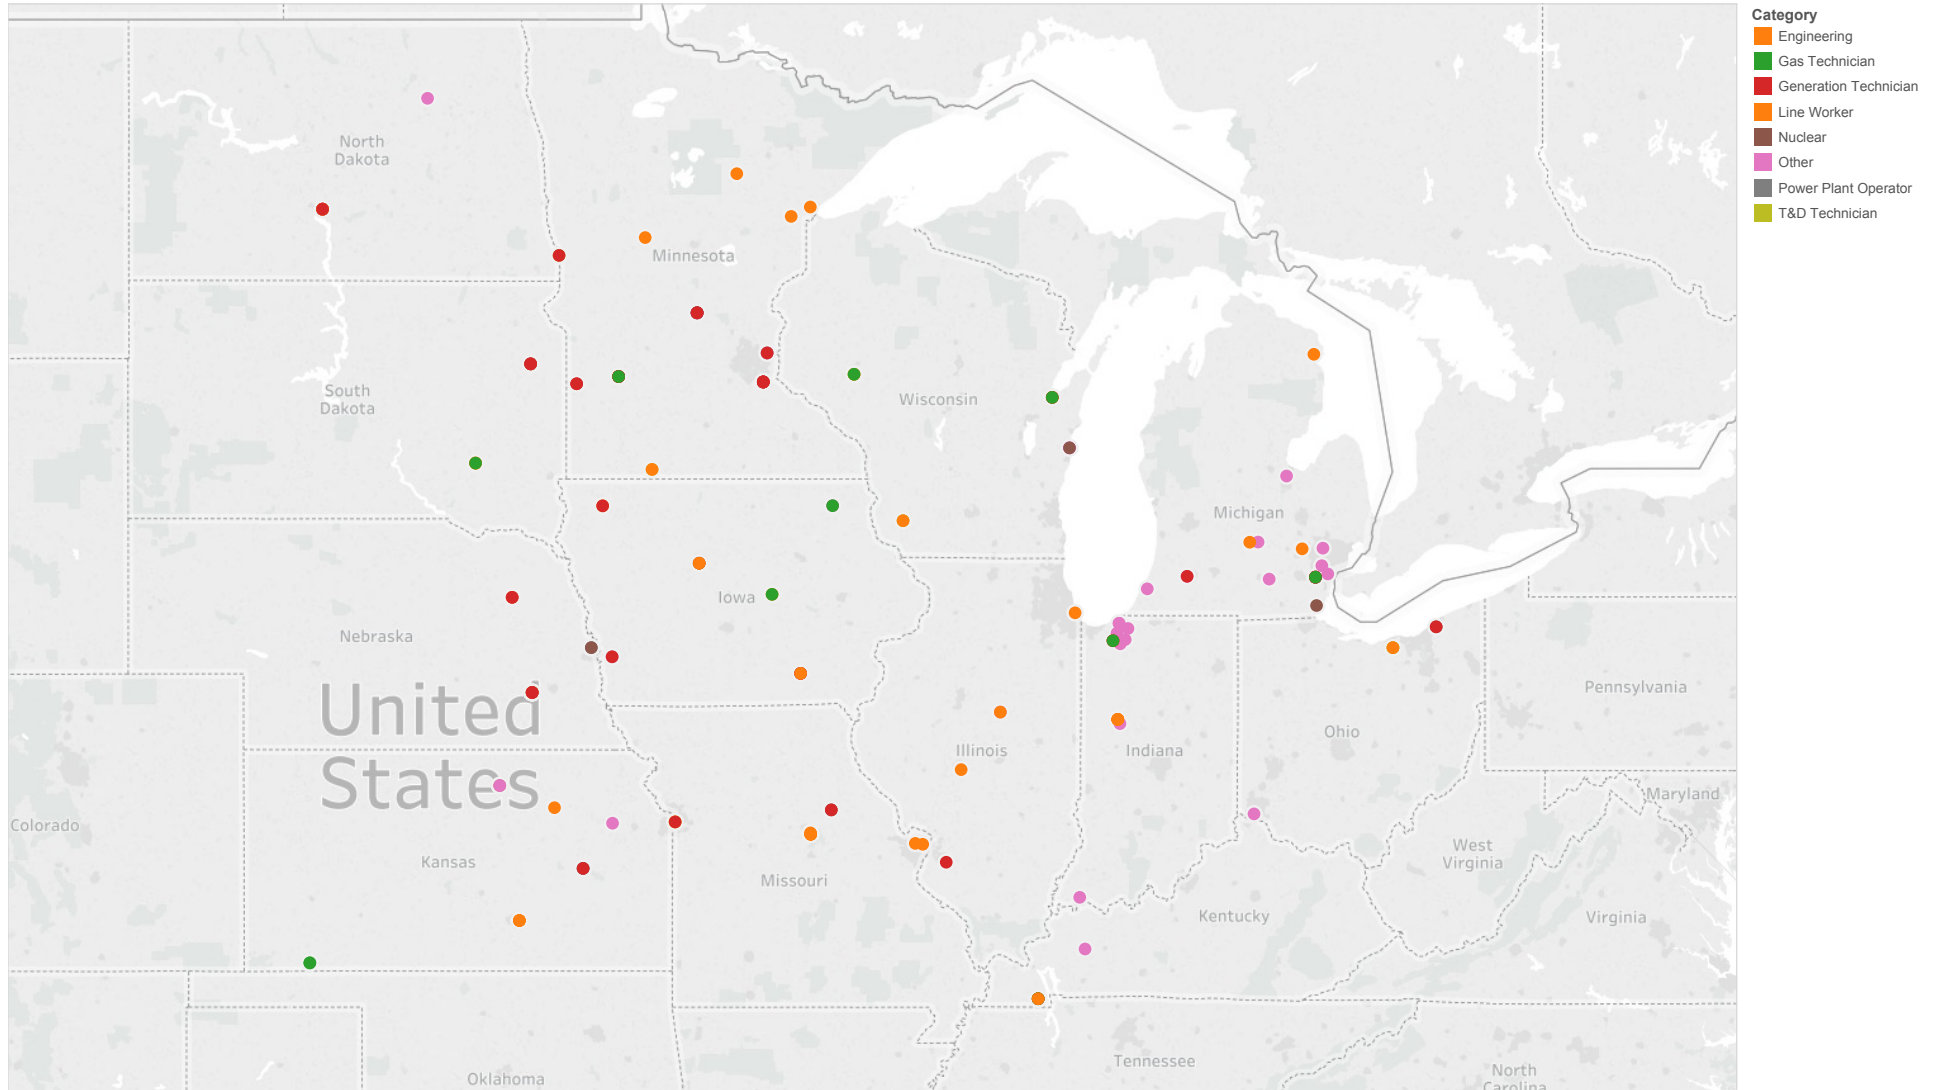 Category
Engineering
Gas Technician
Generation Technician
Line Worker
Nuclear
Other
Power Plant Operator
T&D Technician
North
Dakota
Minnesota
South
Dakota
Wisconsin
Michigan
Iowa
Nebraska
United
States
Pennsylvania
Ohio
Illinois
Indiana
Maryland
Colorado
West
Virginia
Kansas
Missouri
Kentucky
Virginia
Tennessee
Oklahoma
North
Carolina